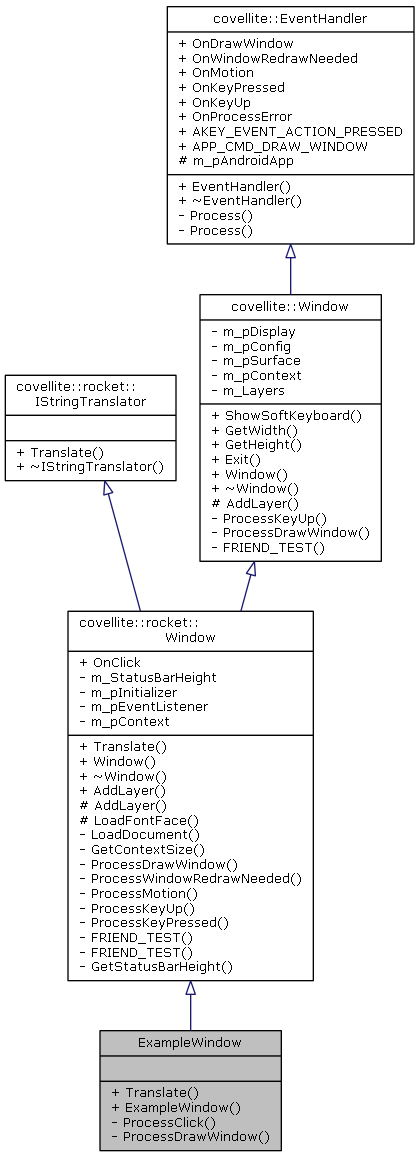 covellite::EventHandler
+ OnDrawWindow
+ OnWindowRedrawNeeded
+ OnMotion
+ OnKeyPressed
+ OnKeyUp
+ OnProcessError
+ AKEY_EVENT_ACTION_PRESSED
+ APP_CMD_DRAW_WINDOW
# m_pAndroidApp
+ EventHandler()
+ ~EventHandler()
- Process()
- Process()
covellite::Window
- m_pDisplay
- m_pConfig
- m_pSurface
- m_pContext
- m_Layers
+ ShowSoftKeyboard()
+ GetWidth()
+ GetHeight()
+ Exit()
+ Window()
+ ~Window()
# AddLayer()
- ProcessKeyUp()
- ProcessDrawWindow()
- FRIEND_TEST()
covellite::rocket::
IStringTranslator
+ Translate()
+ ~IStringTranslator()
covellite::rocket::
Window
+ OnClick
- m_StatusBarHeight
- m_pInitializer
- m_pEventListener
- m_pContext
+ Translate()
+ Window()
+ ~Window()
+ AddLayer()
# AddLayer()
# LoadFontFace()
- LoadDocument()
- GetContextSize()
- ProcessDrawWindow()
- ProcessWindowRedrawNeeded()
- ProcessMotion()
- ProcessKeyUp()
- ProcessKeyPressed()
- FRIEND_TEST()
- FRIEND_TEST()
- GetStatusBarHeight()
ExampleWindow
+ Translate()
+ ExampleWindow()
- ProcessClick()
- ProcessDrawWindow()